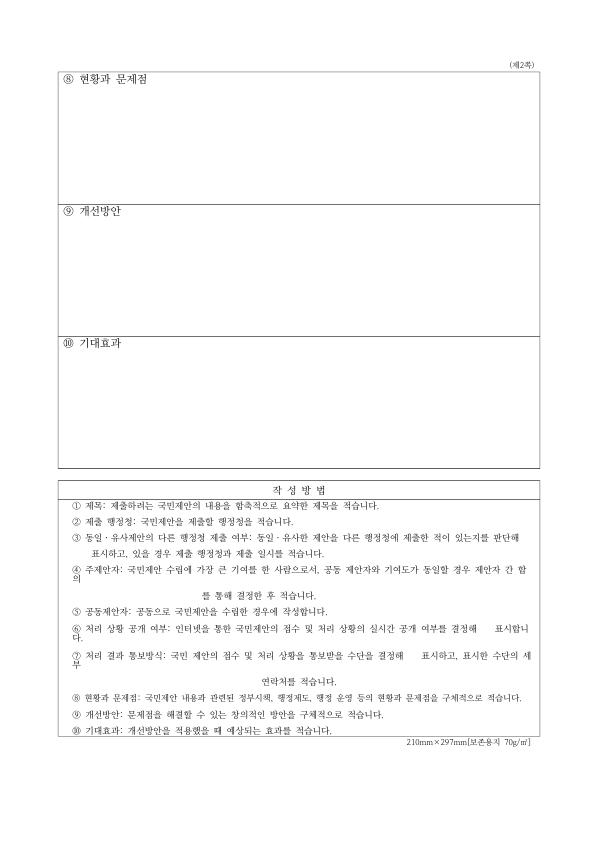 (제2쪽)
⑧ 현황과 문제점
⑨ 개선방안
⑩ 기대효과
작 성 방 법
① 제목: 제출하려는 국민제안의 내용을 함축적으로 요약한 제목을 적습니다.
② 제출 행정청: 국민제안을 제출할 행정청을 적습니다.
③ 동일ㆍ유사제안의 다른 행정청 제출 여부: 동일ㆍ유사한 제안을 다른 행정청에 제출한 적이 있는지를 판단해
표시하고, 있을 경우 제출 행정청과 제출 일시를 적습니다.
④ 주제안자: 국민제안 수립에 가장 큰 기여를 한 사람으로서, 공동 제안자와 기여도가 동일할 경우 제안자 간 합
의
를 통해 결정한 후 적습니다.
⑤ 공동제안자: 공동으로 국민제안을 수립한 경우에 작성합니다.
⑥ 처리 상황 공개 여부: 인터넷을 통한 국민제안의 접수 및 처리 상황의 실시간 공개 여부를 결정해 표시합니
다.
⑦ 처리 결과 통보방식: 국민 제안의 접수 및 처리 상황을 통보받을 수단을 결정해 표시하고, 표시한 수단의 세
부
연락처를 적습니다.
⑧ 현황과 문제점: 국민제안 내용과 관련된 정부시책, 행정제도, 행정 운영 등의 현황과 문제점을 구체적으로 적습니다.
⑨ 개선방안: 문제점을 해결할 수 있는 창의적인 방안을 구체적으로 적습니다.
⑩ 기대효과: 개선방안을 적용했을 때 예상되는 효과를 적습니다.
210mm×297mm[보존용지 70g/㎡]